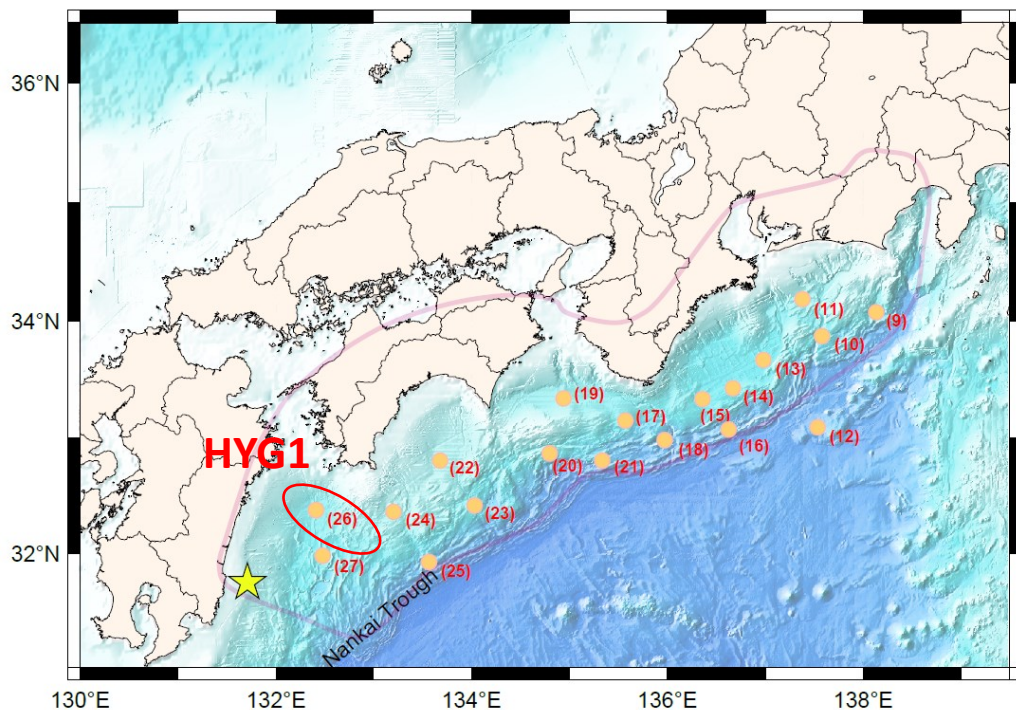 36°N
34°N
32°N
(11)
(9)
(10)
(13)
(19)
(14)
(15)
(17)
(12)
(16)
(18)
HYG1
(22)
(20)
(21)
(23)
(26)
(24)
(27)
(25)
Nankai Trough
130°E
132°E
134°E
136°E
138°E